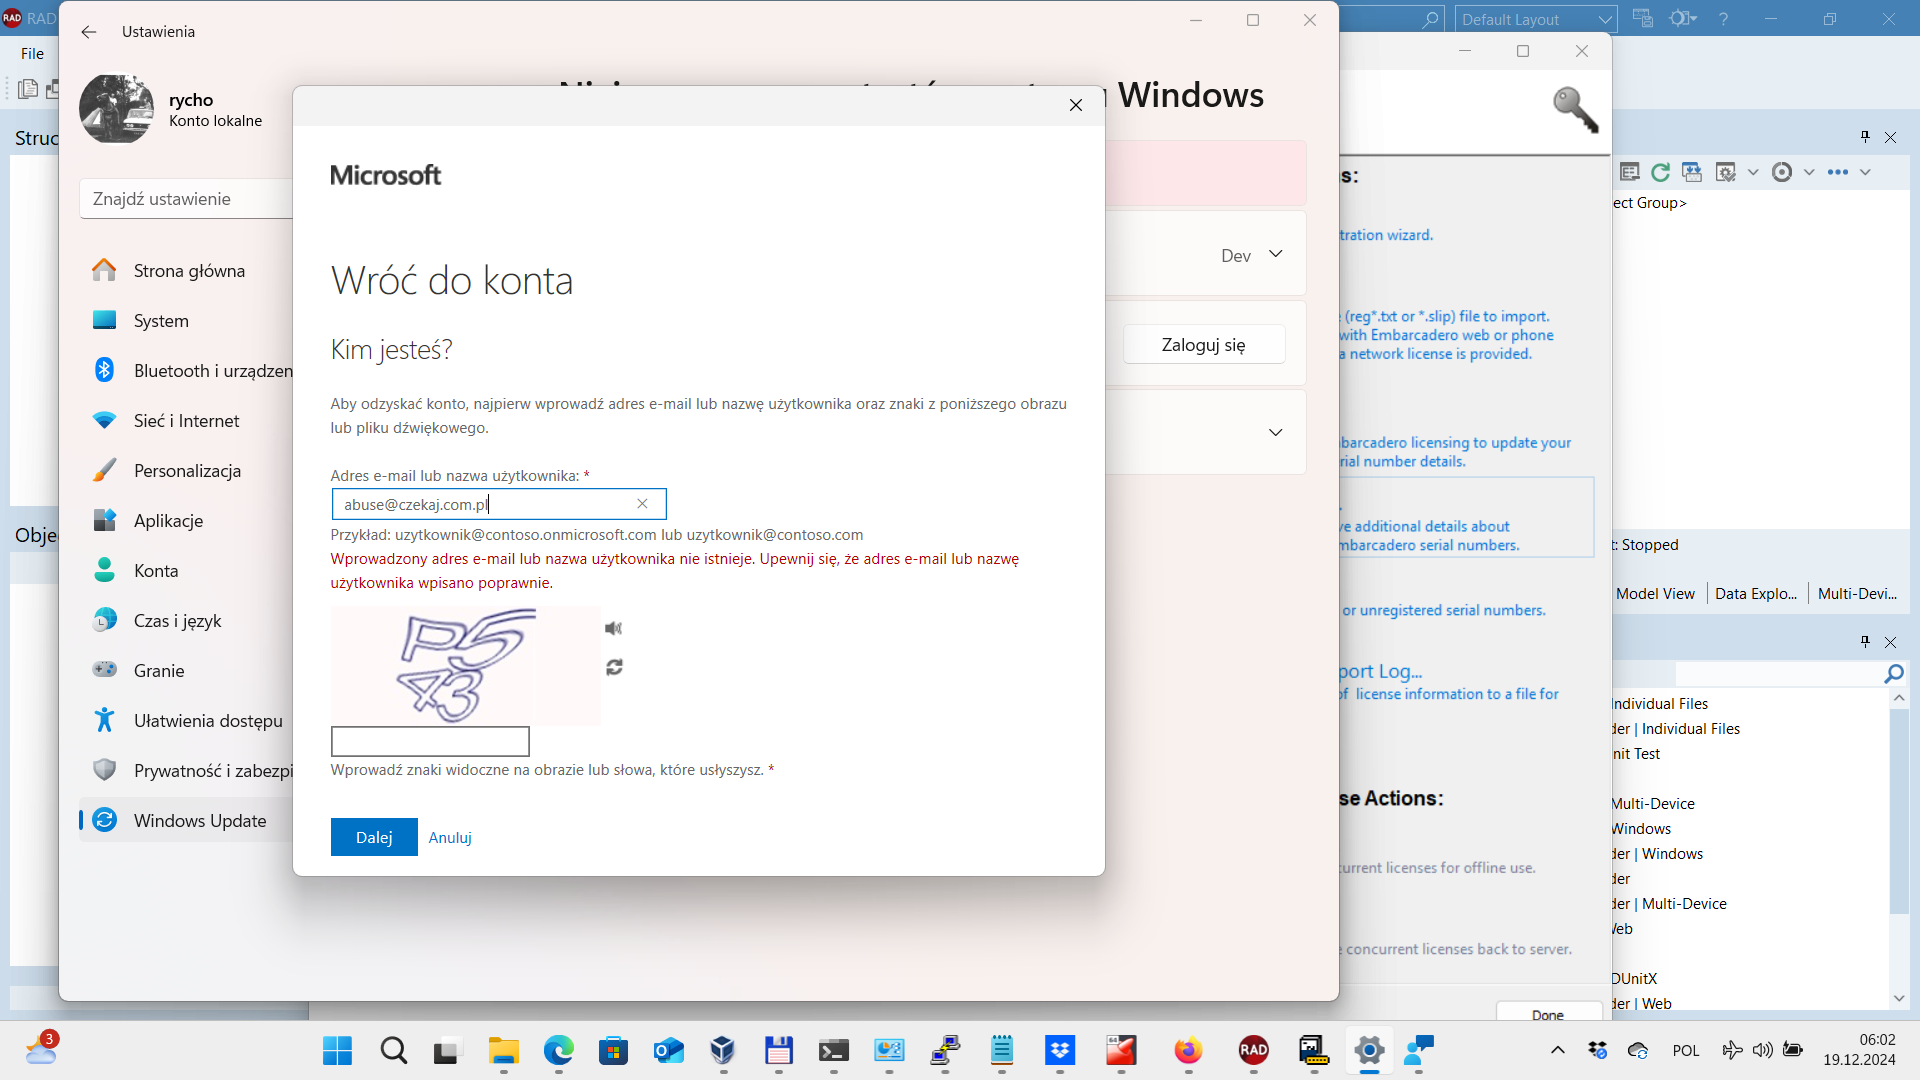 RAD
RAD
Default Layout
?
File
Ustawienia
rycho
Konto lokalne
Znajdź ustawienie
Strona główna
System
Bluetooth i urządzen
Sieć i Internet
Personalizacja
Aplikacje
Konta
Czas i język
Granie
Ułatwienia dostępu
Prywatność i zabezpi
Windows Update
Windows
Dev
Zaloguj się
Microsoft
Wróć do konta
Kim jesteś?
Aby odzyskać konto, najpierw wprowadź adres e-mail lub nazwę użytkownika oraz znaki z poniższego obrazu
lub pliku dźwiękowego.
Adres e-mail lub nazwa użytkownika: *
abuse@czekaj.com.pl
Przykład: uzytkownik@contoso.onmicrosoft.com lub uzytkownik@contoso.com
Wprowadzony adres e-mail lub nazwa użytkownika nie istnieje. Upewnij się, że adres e-mail lub nazwę
użytkownika wpisano poprawnie.
P5
43
Wprowadź znaki widoczne na obrazie lub słowa, które usłyszysz. *
Dalej
Anuluj
Struc
Obje
s:
tration wizard.
(reg*.txt or *.slip) file to import.
with Embarcadero web or phone
a network license is provided.
barcadero licensing to update your
rial number details.
ve additional details about
mbarcadero serial numbers.
or unregistered serial numbers.
port Log...
of license information to a file for
se Actions:
urrent licenses for offline use.
e concurrent licenses back to server.
Done
ect Group>
t: Stopped
Model View
Data Explo...
Multi-Devi...
Individual Files
der | Individual Files
nit Test
Multi-Device
Windows
der | Windows
der
der | Multi-Device
Web
DUnitX
der | Web
3
64
RAD
POL
06:02
19.12.2024